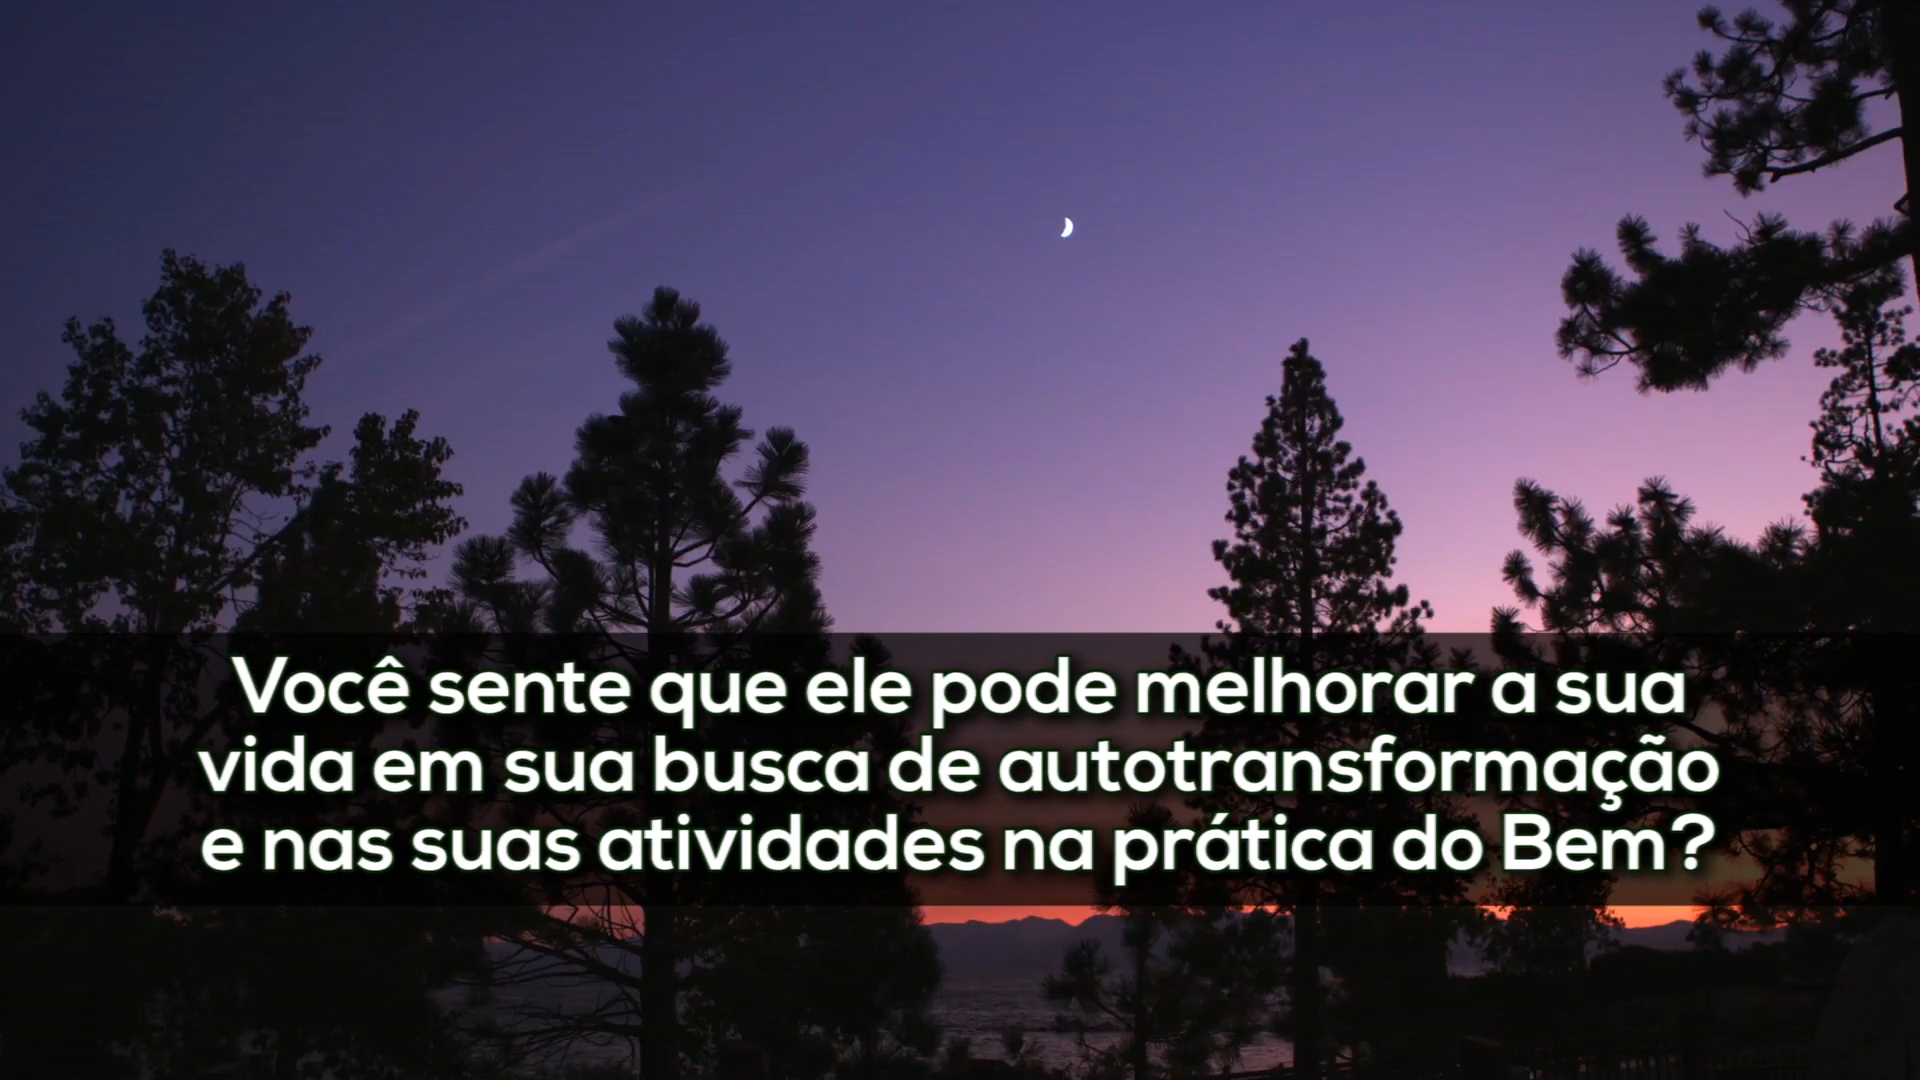 Você sente que ele pode melhorar a sua
vida em sua busca de autotransformação
e nas suas atividades na prática do Bem?